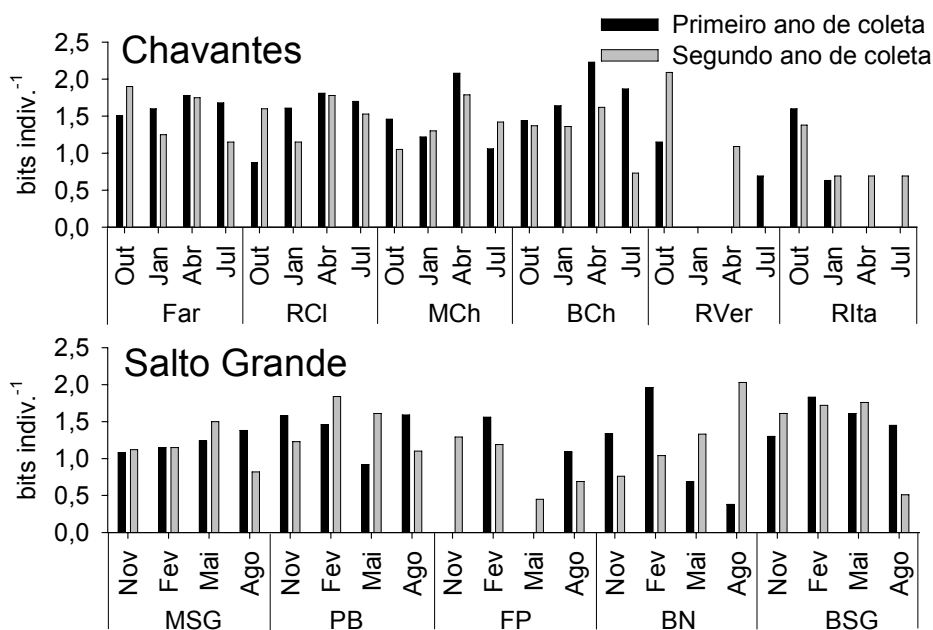 Primeiro ano de coleta
Segundo ano de coleta
Chavantes
bits indiv.-1
2,5
2,0
1,5
1,0
0,5
0,0
Out Jan Abr Jul Out Jan Abr Jul Out Jan Abr Jul Out Jan Abr Jul Out Jan Abr Jul Out Jan Abr Jul
Far RCl MCh BCh RVer RIta
Salto Grande
bits indiv.-1
2,5
2,0
1,5
1,0
0,5
0,0
Nov Fev Mai Ago Nov Fev Mai Ago Nov Fev Mai Ago Nov Fev Mai Ago Nov Fev Mai Ago
MSG PB FP BN BSG